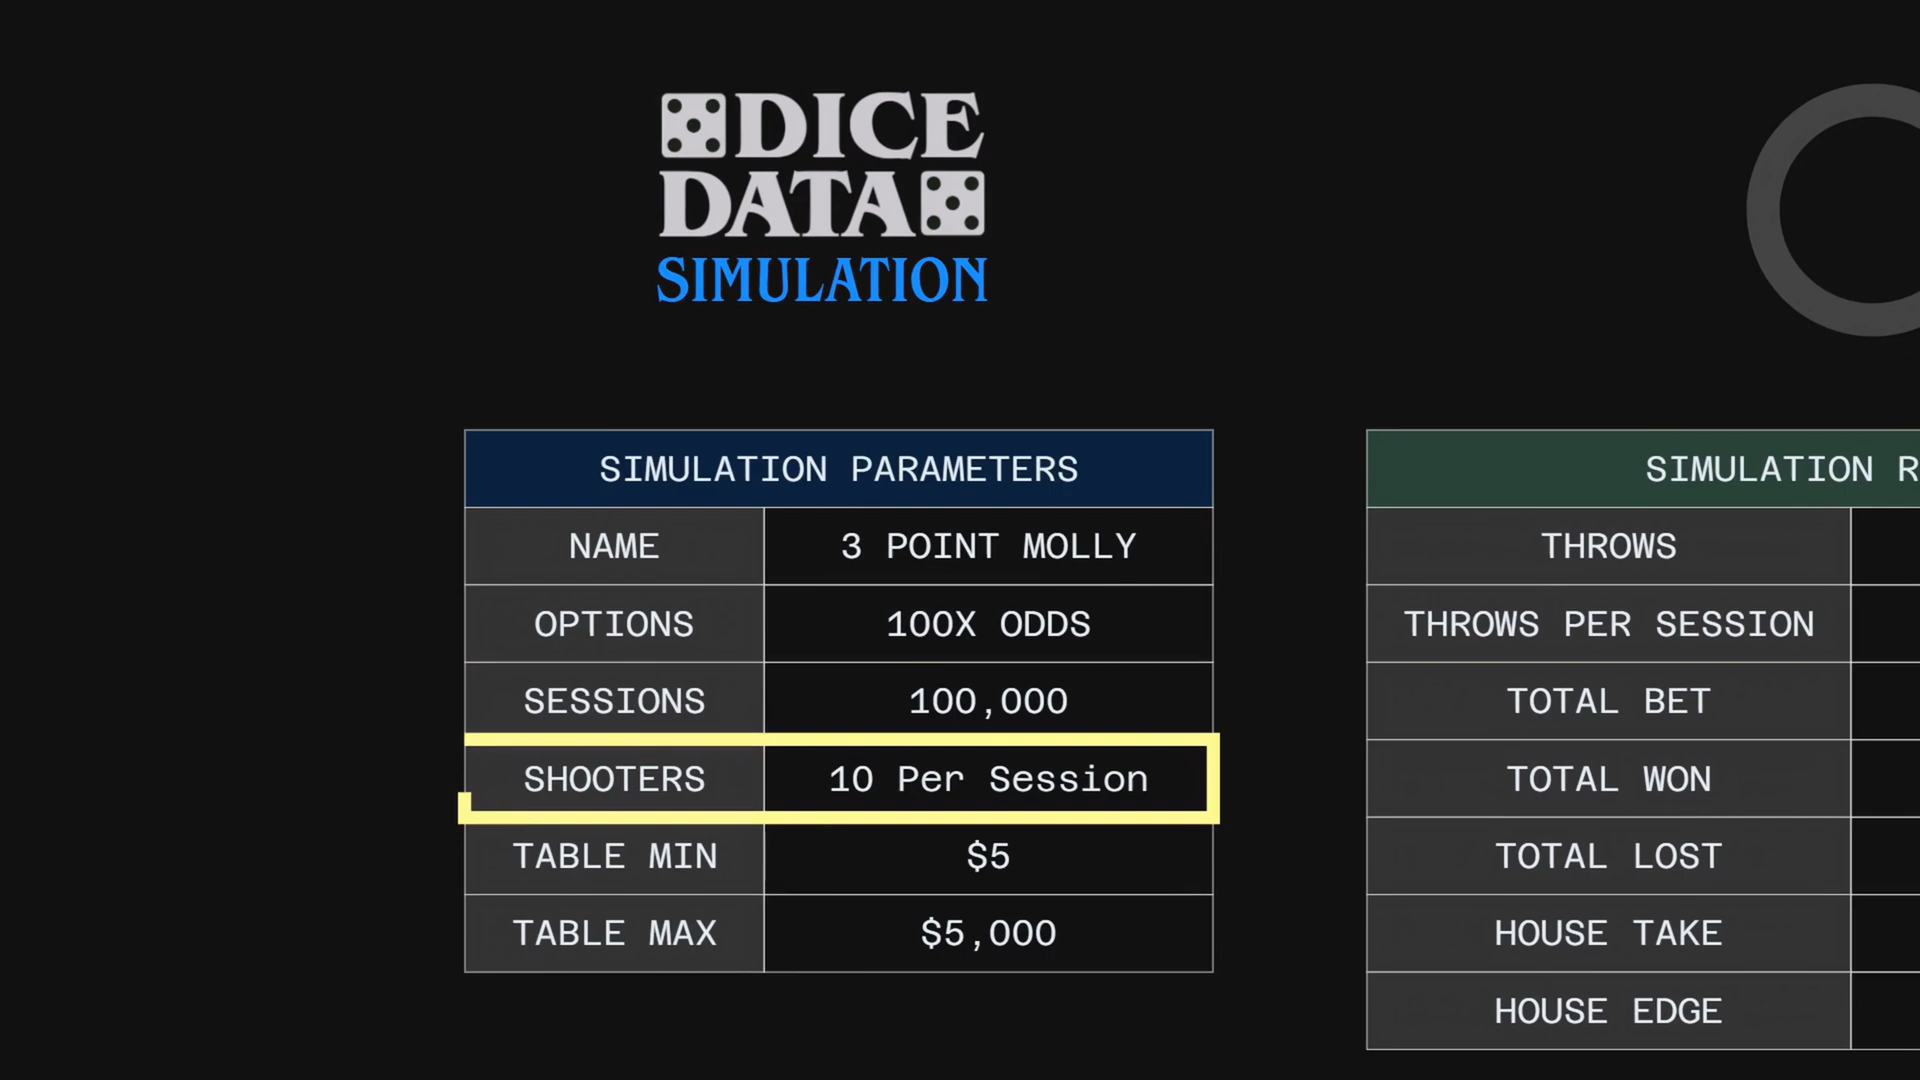 DICE
DATA
SIMULATION
SIMULATION PARAMETERS
NAME 3 POINT MOLLY
OPTIONS 100X ODDS
SESSIONS 100,000
SHOOTERS 10 Per Session
TABLE MIN $5
TABLE MAX $5,000
SIMULATION R
THROWS
THROWS PER SESSION
TOTAL BET
TOTAL WON
TOTAL LOST
HOUSE TAKE
HOUSE EDGE